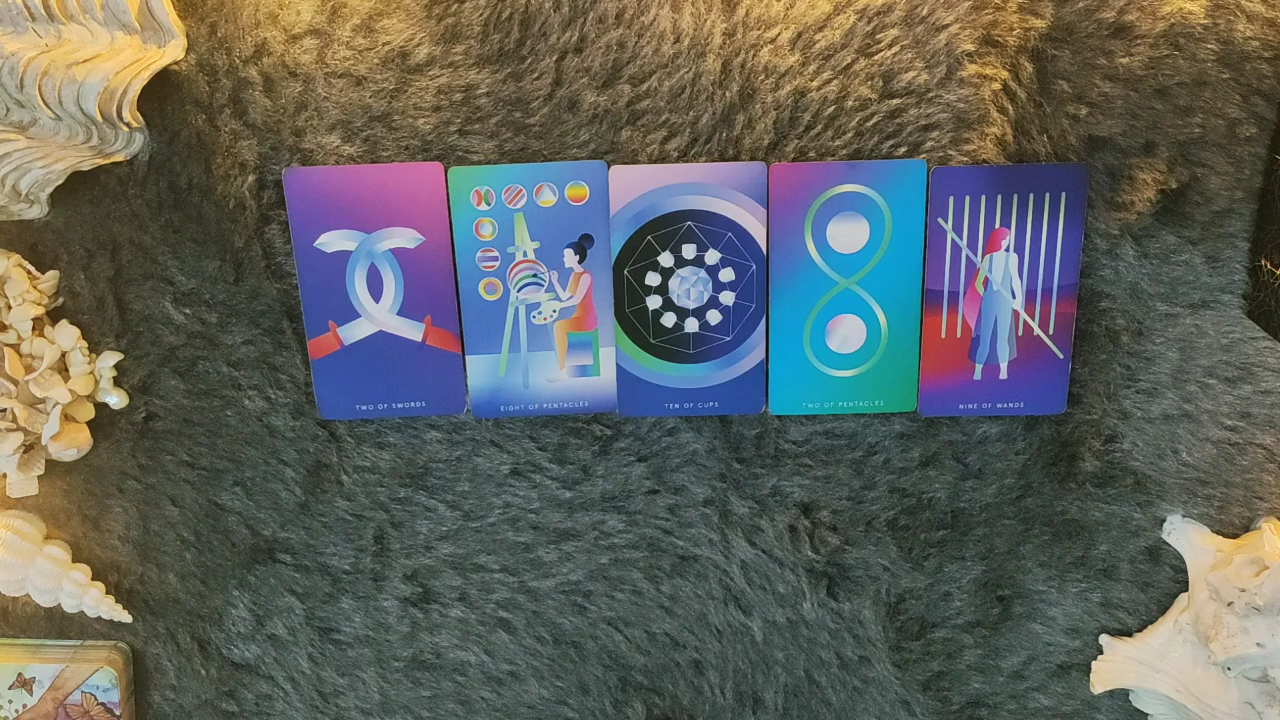 TWO OF SWORDS
EIGHT OF PENTACLES
TEN OF CUPS
TWO OF PENTACLES
NINE OF WANDS